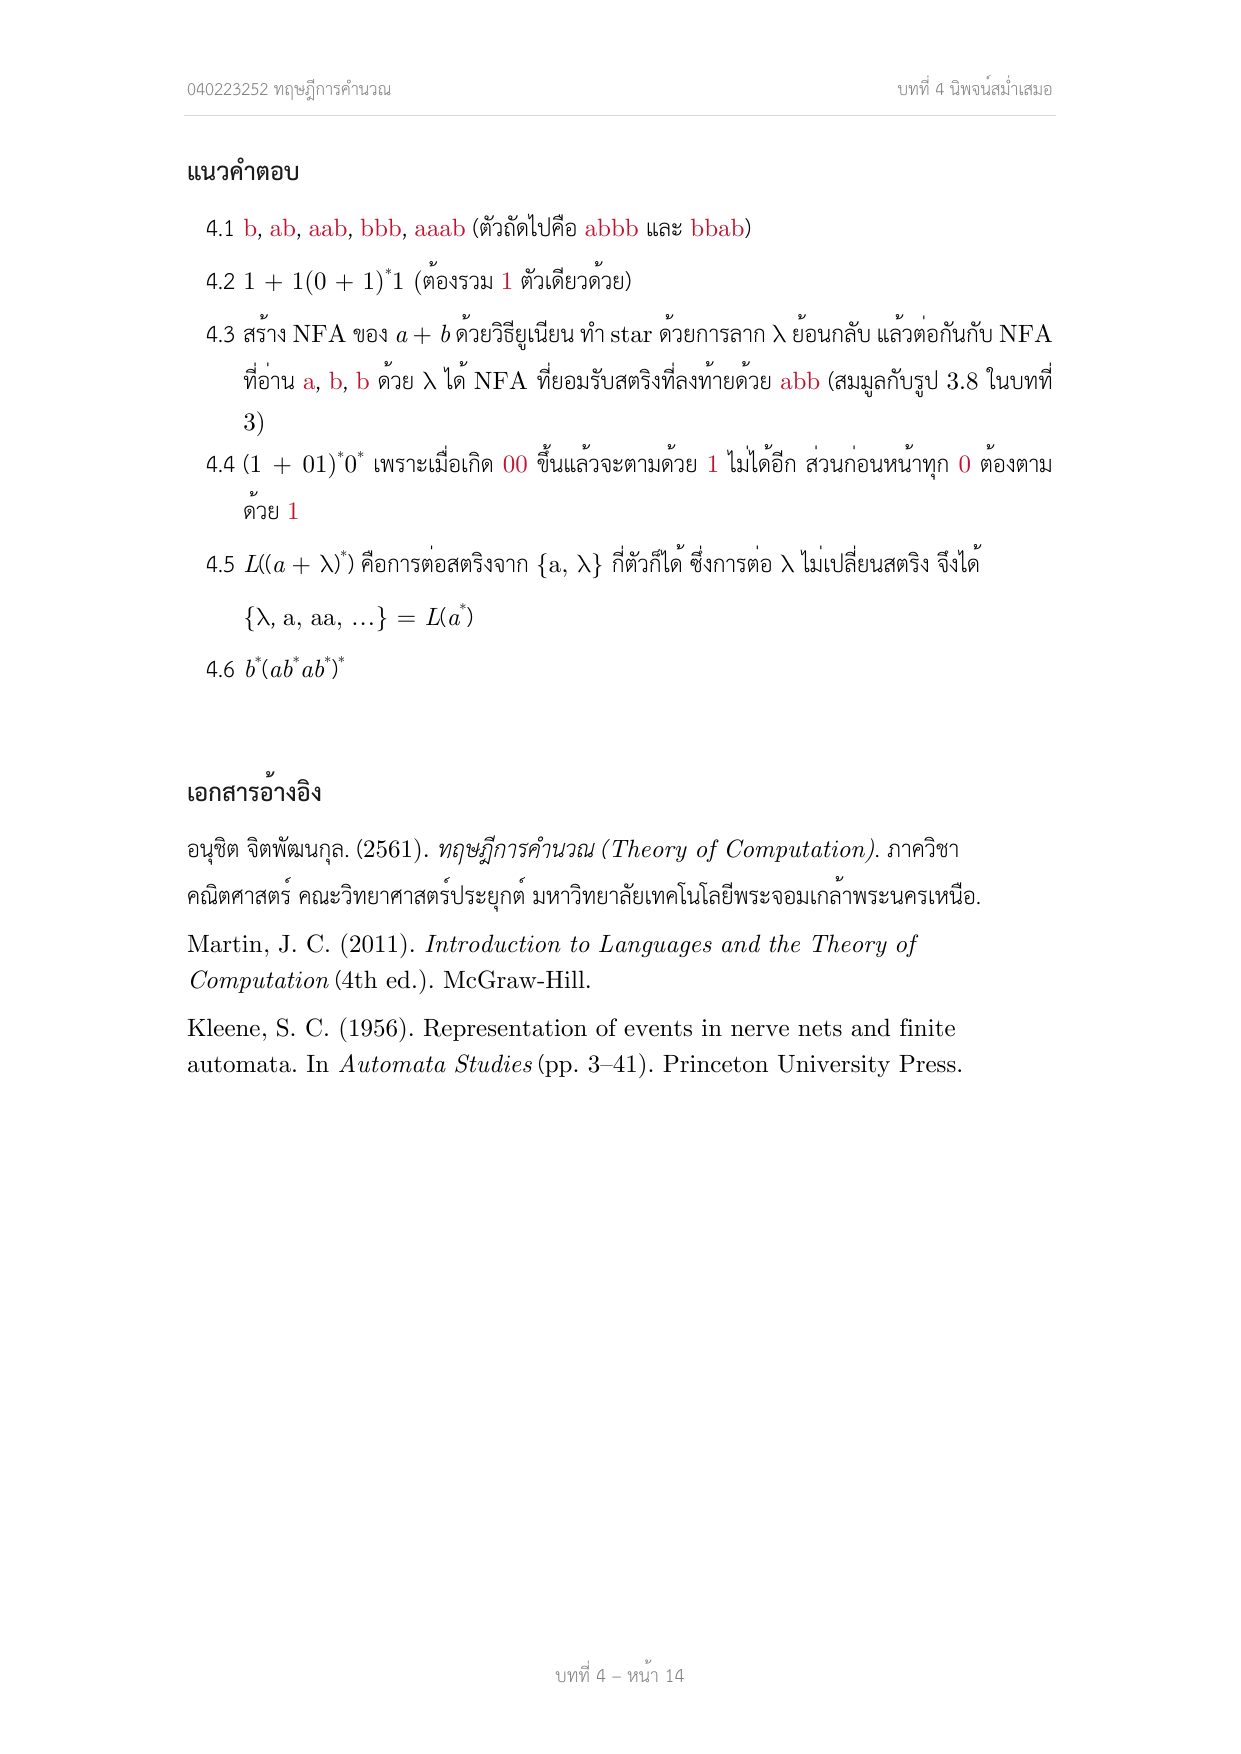 040223252 ทฤษฎีการคำนวณ บทที่ 4 นิพจน์สม่ำเสมอ
แนวคำตอบ
4.1 b, ab, aab, bbb, aaab (ตัวถัดไปคือ abbb และ bbab)
4.2 1 + 1(0 + 1)*1 (ต้องรวม 1 ตัวเดียวด้วย)
4.3 สร้าง NFA ของ a + b ด้วยวิธียูเนียน ทำ star ด้วยการลาก λ ย้อนกลับ แล้วต่อกันกับ NFA
ที่อ่าน a, b, b ด้วย λ ได้ NFA ที่ยอมรับสตริงที่ลงท้ายด้วย abb (สมมูลกับรูป 3.8 ในบทที่
3)
4.4 (1 + 01)*0* เพราะเมื่อเกิด 00 ขึ้นแล้วจะตามด้วย 1 ไม่ได้อีก ส่วนก่อนหน้าทุก 0 ต้องตาม
ด้วย 1
4.5 L((a + λ)*) คือการต่อสตริงจาก {a, λ} กี่ตัวก็ได้ ซึ่งการต่อ λ ไม่เปลี่ยนสตริง จึงได้
{λ, a, aa, ...} = L(a*)
4.6 b*(ab*ab*)*
เอกสารอ้างอิง
อนุชิต จิตพัฒนกุล. (2561). ทฤษฎีการคำนวณ (Theory of Computation). ภาควิชา
คณิตศาสตร์ คณะวิทยาศาสตร์ประยุกต์ มหาวิทยาลัยเทคโนโลยีพระจอมเกล้าพระนครเหนือ.
Martin, J. C. (2011). Introduction to Languages and the Theory of
Computation (4th ed.). McGraw-Hill.
Kleene, S. C. (1956). Representation of events in nerve nets and finite
automata. In Automata Studies (pp. 3–41). Princeton University Press.
บทที่ 4 – หน้า 14